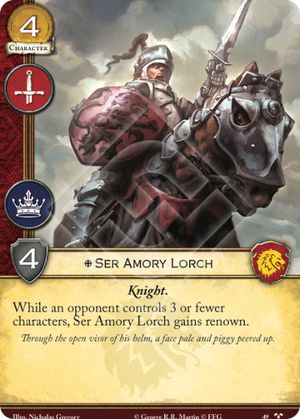 4
Character
4
Ser Amory Lorch
Knight.
While an opponent controls 3 or fewer
characters, Ser Amory Lorch gains renown.
Through the open visor of his helm, a face pale and piggy peered up.
Illus. Nicholas Gregory
© George R.R. Martin © FFG
49